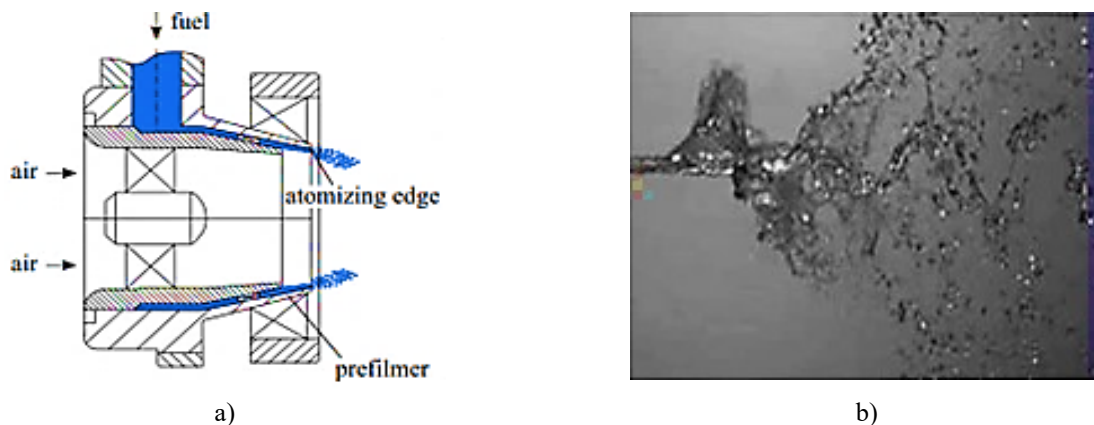 fuel
air
atomizing edge
air
prefilmer
a)
b)